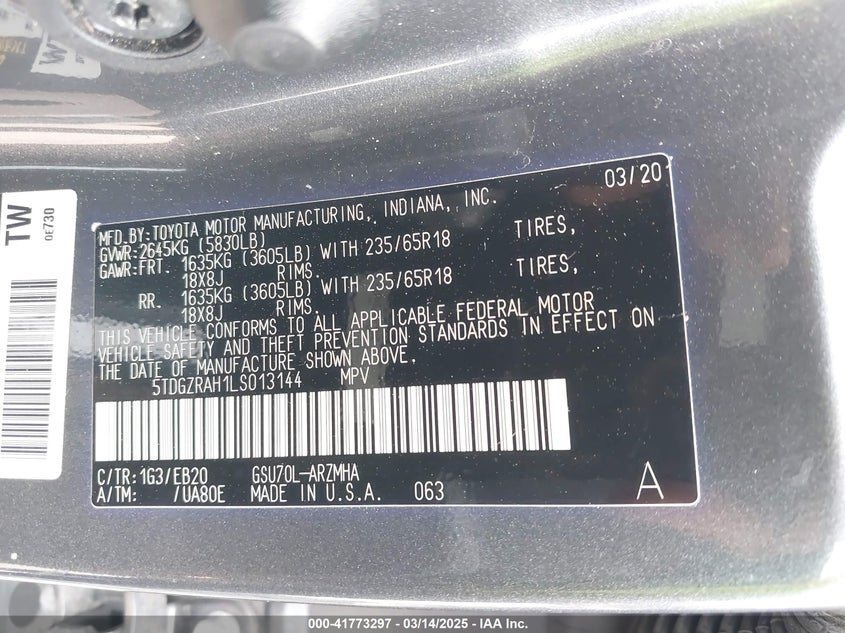 TW
0E730
03/20
MFD.BY:TOYOTA MOTOR MANUFACTURING, INDIANA, INC.
GVWR:2645KG (5830LB)
GAWR:FRT. 1635KG (3605LB) WITH 235/65R18 TIRES,
18X8J RIMS.
RR. 1635KG (3605LB) WITH 235/65R18 TIRES,
18X8J RIMS.
THIS VEHICLE CONFORMS TO ALL APPLICABLE FEDERAL MOTOR
VEHICLE SAFETY AND THEFT PREVENTION STANDARDS IN EFFECT ON
THE DATE OF MANUFACTURE SHOWN ABOVE.
5TDGZRAH1LS013144 MPV
C/TR:1G3/EB20 GSU70L-ARZMHA
A/TM: /UA80E MADE IN U.S.A. 063 A
000-41773297 - 03/14/2025 - IAA Inc.